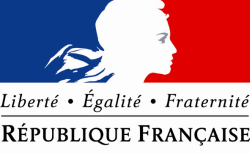 Liberté • Égalité • Fraternité
RÉPUBLIQUE FRANÇAISE